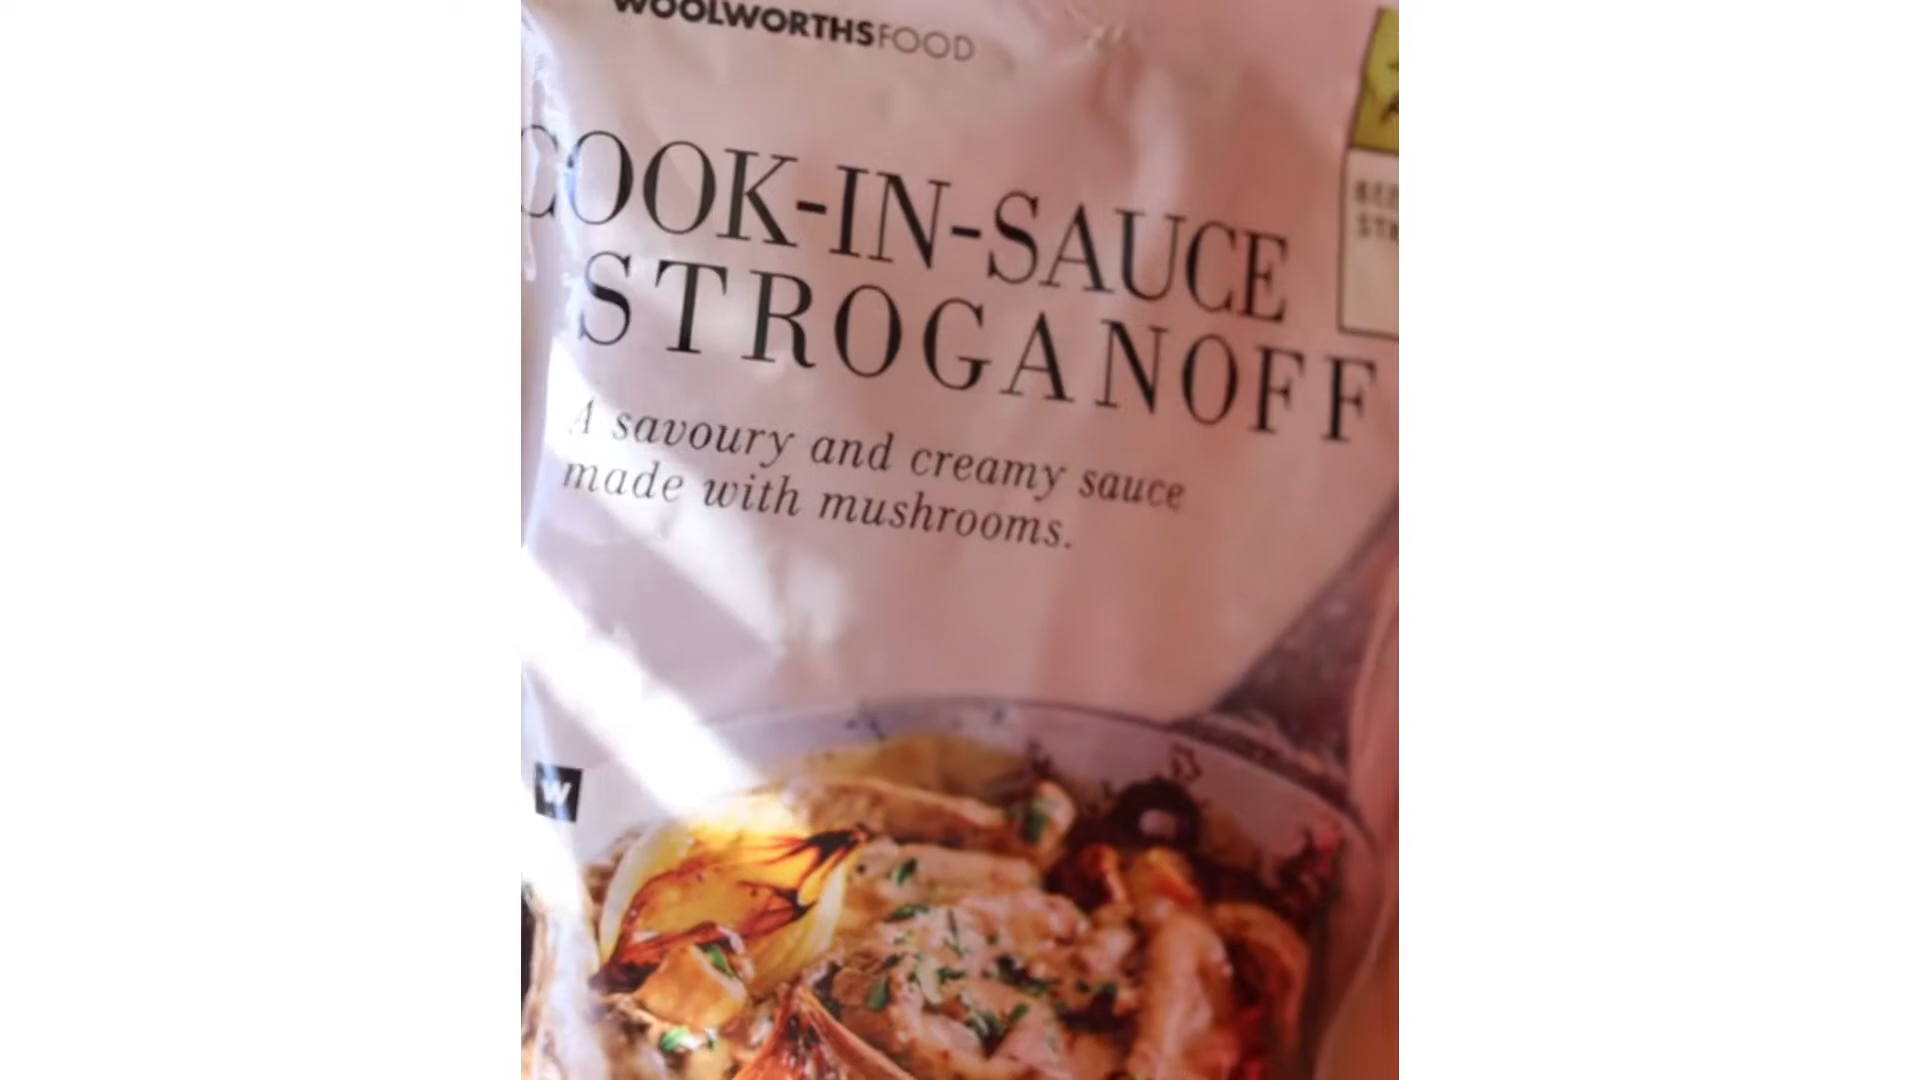 WOOLWORTHSFOOD
COOK-IN-SAUCE
STROGANOFF
A savoury and creamy sauce
made with mushrooms.
W